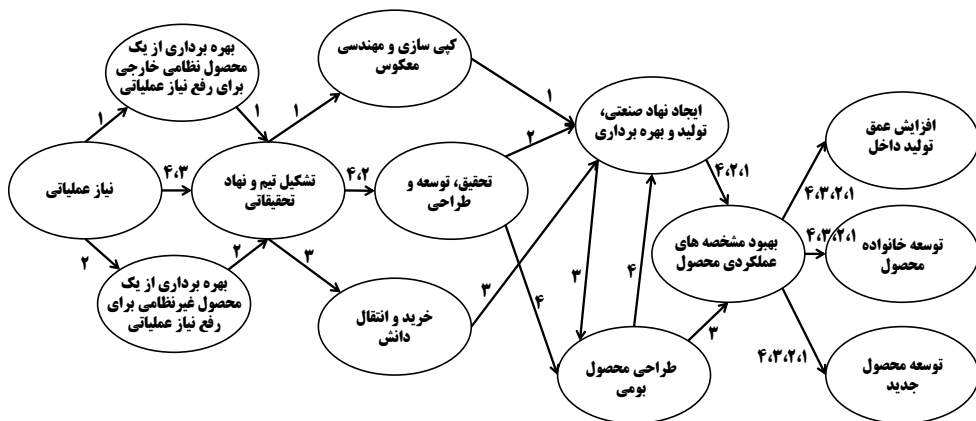 بهره برداری از یک
محصول نظامی خارجی
برای رفع نیاز عملیاتی
کپی سازی و مهندسی
معکوس
ایجاد نهاد صنعتی،
تولید و بهره برداری
افزایش عمق
تولید داخل
۱
۱
۱
۱
۲
نیاز عملیاتی
۴،۳
تشکیل تیم و نهاد
تحقیقاتی
۴،۲
تحقیق، توسعه و
طراحی
۴،۲،۱
۴،۳،۲،۱
بهبود مشخصه های
عملکردی محصول
۴،۳،۲،۱
توسعه خانواده
محصول
۲
۲
۳
۳
۴
۳
۴
۳
۴،۳،۲،۱
بهره برداری از یک
محصول غیرنظامی برای
رفع نیاز عملیاتی
خرید و انتقال
دانش
طراحی محصول
بومی
توسعه محصول
جدید